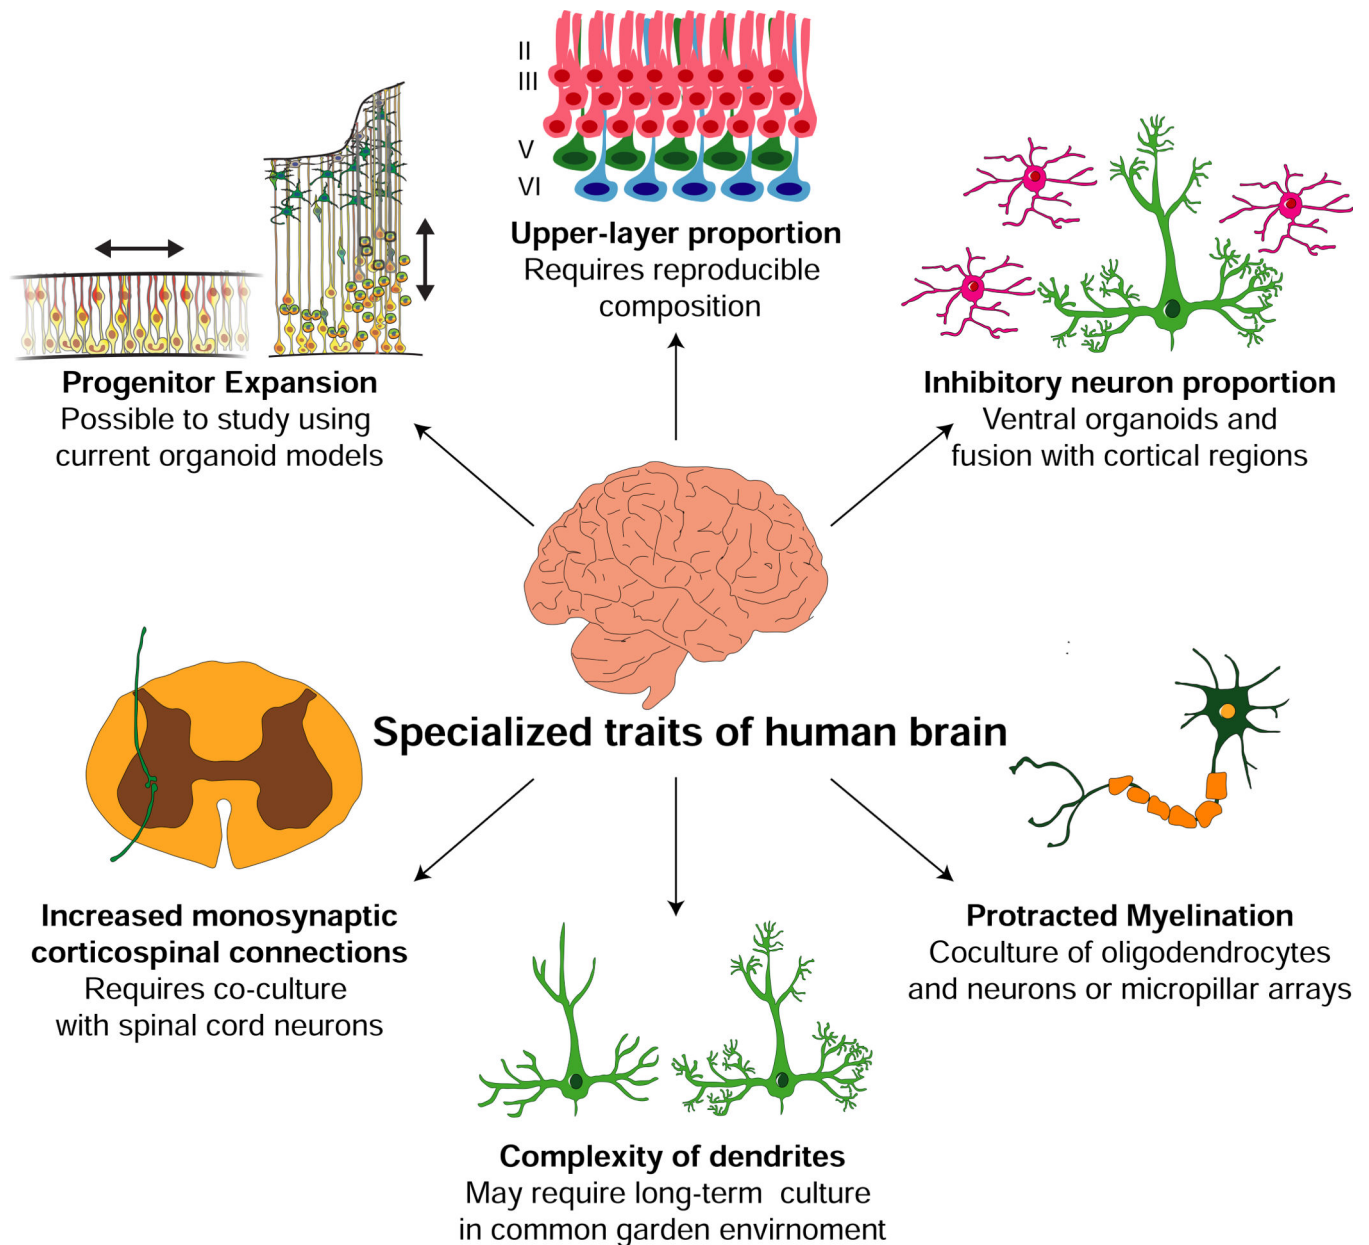 II
III
V
VI
Upper-layer proportion
Requires reproducible
composition
Progenitor Expansion
Possible to study using
current organoid models
Inhibitory neuron proportion
Ventral organoids and
fusion with cortical regions
Specialized traits of human brain
Increased monosynaptic
corticospinal connections
Requires co-culture
with spinal cord neurons
Protracted Myelination
Coculture of oligodendrocytes
and neurons or micropillar arrays
Complexity of dendrites
May require long-term culture
in common garden envirnoment